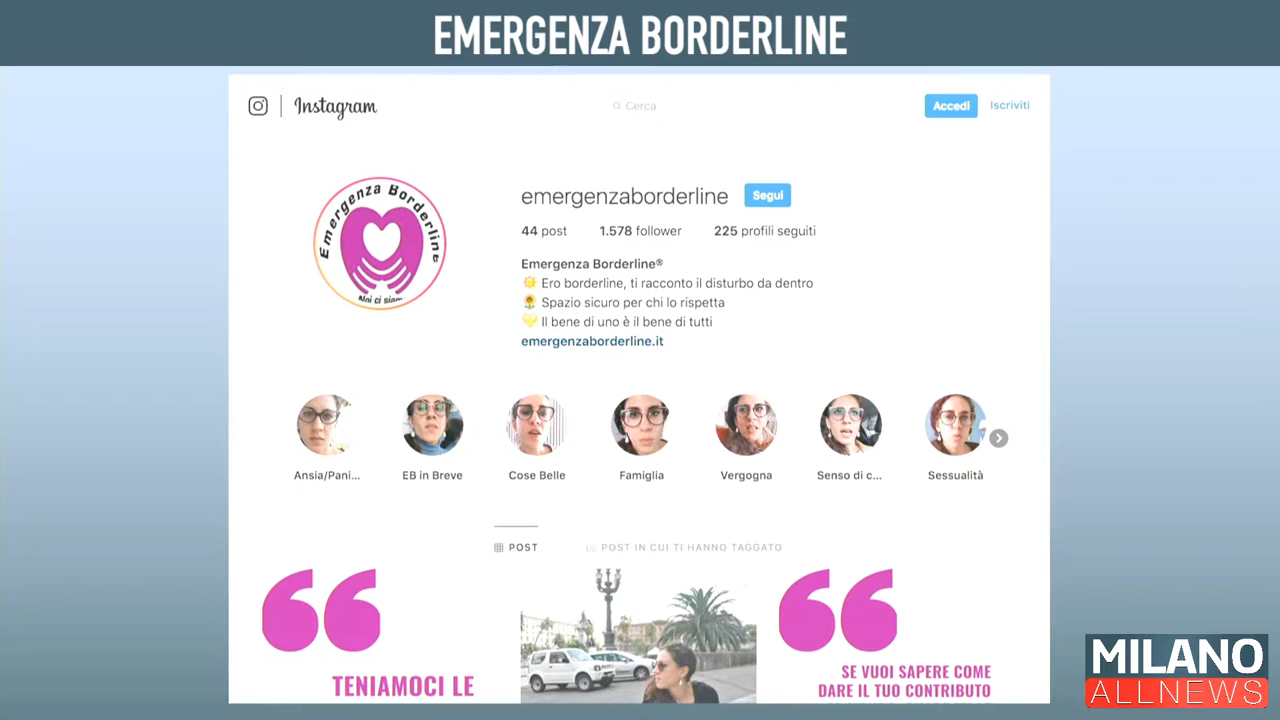 EMERGENZA BORDERLINE
Instagram
Cerca
Accedi
Iscriviti
Emergenza Borderline
Noi ci siamo
emergenzaborderline
Segui
44 post
1.578 follower
225 profili seguiti
Emergenza Borderline®
Ero borderline, ti racconto il disturbo da dentro
Spazio sicuro per chi lo rispetta
Il bene di uno è il bene di tutti
emergenzaborderline.it
Ansia/Pani...
EB in Breve
Cose Belle
Famiglia
Vergogna
Senso di c...
Sessualità
POST
POST IN CUI TI HANNO TAGGATO
TENIAMOCI LE
SE VUOI SAPERE COME
DARE IL TUO CONTRIBUTO
MILANO
ALLNEWS